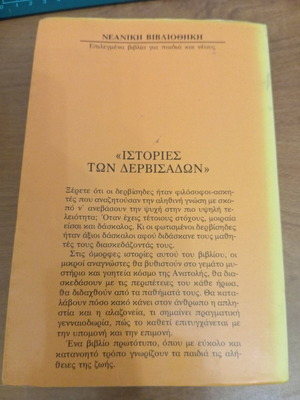 ΝΕΑΝΙΚΗ ΒΙΒΛΙΟΘΗΚΗ
Επιλεγμένα βιβλία για παιδιά και νέους
«ΙΣΤΟΡΙΕΣ
ΤΩΝ ΔΕΡΒΙΣΑΔΩΝ»
Ξέρετε ότι οι δερβίσηδες ήταν φιλόσοφοι-ασκη-
τές που αναζητούσαν την αληθινή γνώση με σκο-
πό ν' ανεβάσουν την ψυχή στην πιο υψηλή τε-
λειότητα; Όταν έχεις τέτοιους στόχους, μοιραία
είσαι και δάσκαλος. Κι οι φωτισμένοι δερβίσηδες
ήταν άξιοι δάσκαλοι αφού δίδασκανε τους μαθη-
τές τους διασκεδάζοντάς τους.
Στις όμορφες ιστορίες αυτού του βιβλίου, οι
μικροί αναγνώστες θα βυθιστούν στο γεμάτο μυ-
στήριο και γοητεία κόσμο της Ανατολής, θα δια-
σκεδάσουν με τις περιπέτειες του κάθε ήρωα,
θα διδαχθούν από τα παθήματά τους. Θα κατα-
λάβουν πόσο κακό κάνει στον άνθρωπο η απλη-
στία και η αλαζονεία, τι σημαίνει πραγματική
γενναιοδωρία, πώς το καθετί επιτυγχάνεται με
την υπομονή και την επιμονή.
Ένα βιβλίο πρωτότυπο, όπου με εύκολο και
κατανοητό τρόπο γνωρίζουν τα παιδιά τις αλή-
θειες της ζωής.